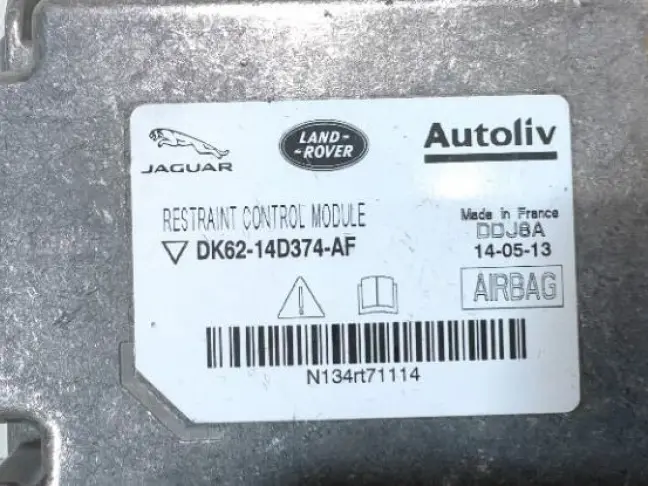 JAGUAR
LAND-
-ROVER
Autoliv
RESTRAINT CONTROL MODULE
DK62-14D374-AF
Made in France
DDJ8A
14-05-13
AIRBAG
N134rt71114